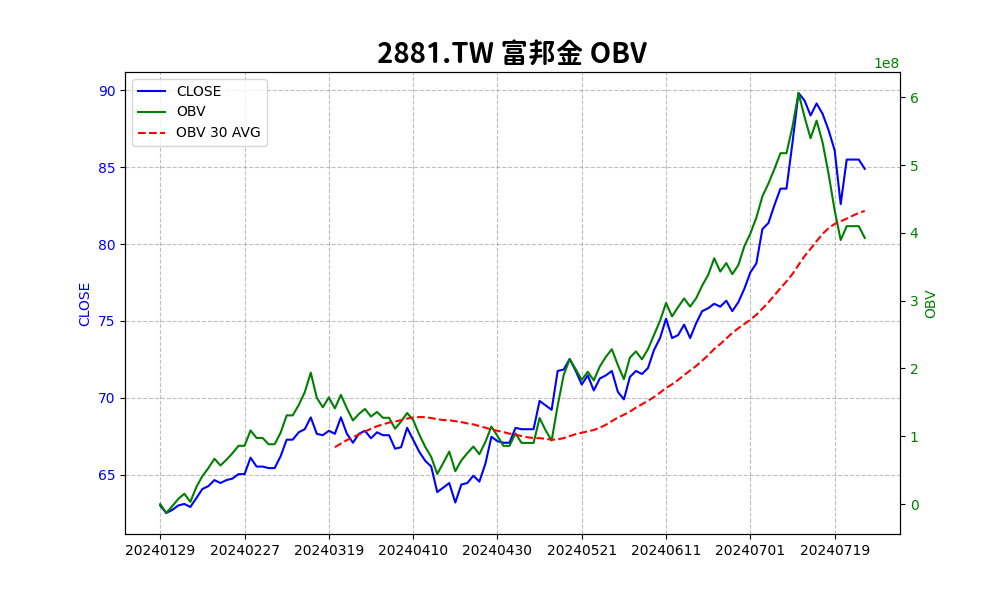 2881.TW 富邦金 OBV
1e8
CLOSE
OBV
OBV 30 AVG
90
85
80
75
70
65
CLOSE
6
5
4
3
2
1
0
OBV
20240129 20240227 20240319 20240410 20240430 20240521 20240611 20240701 20240719